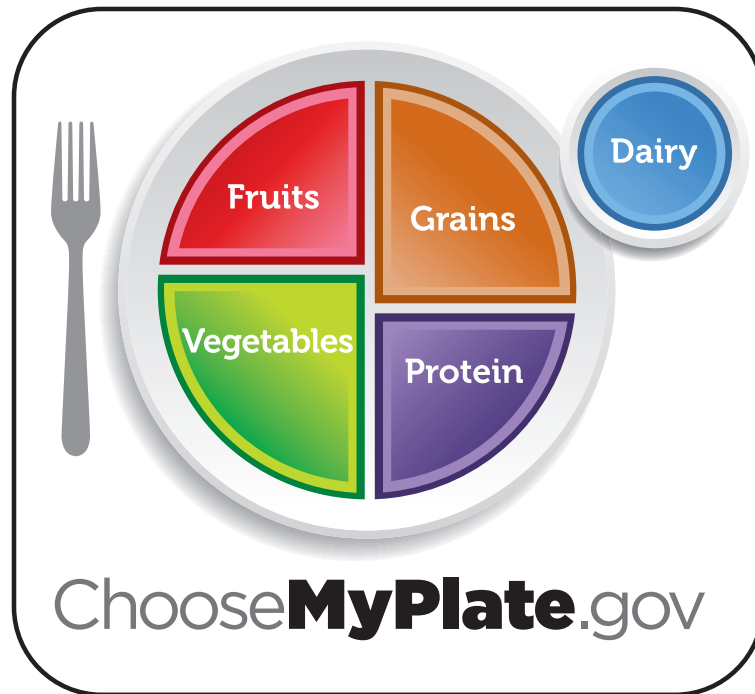 Fruits
Grains
Dairy
Vegetables
Protein
ChooseMyPlate.gov